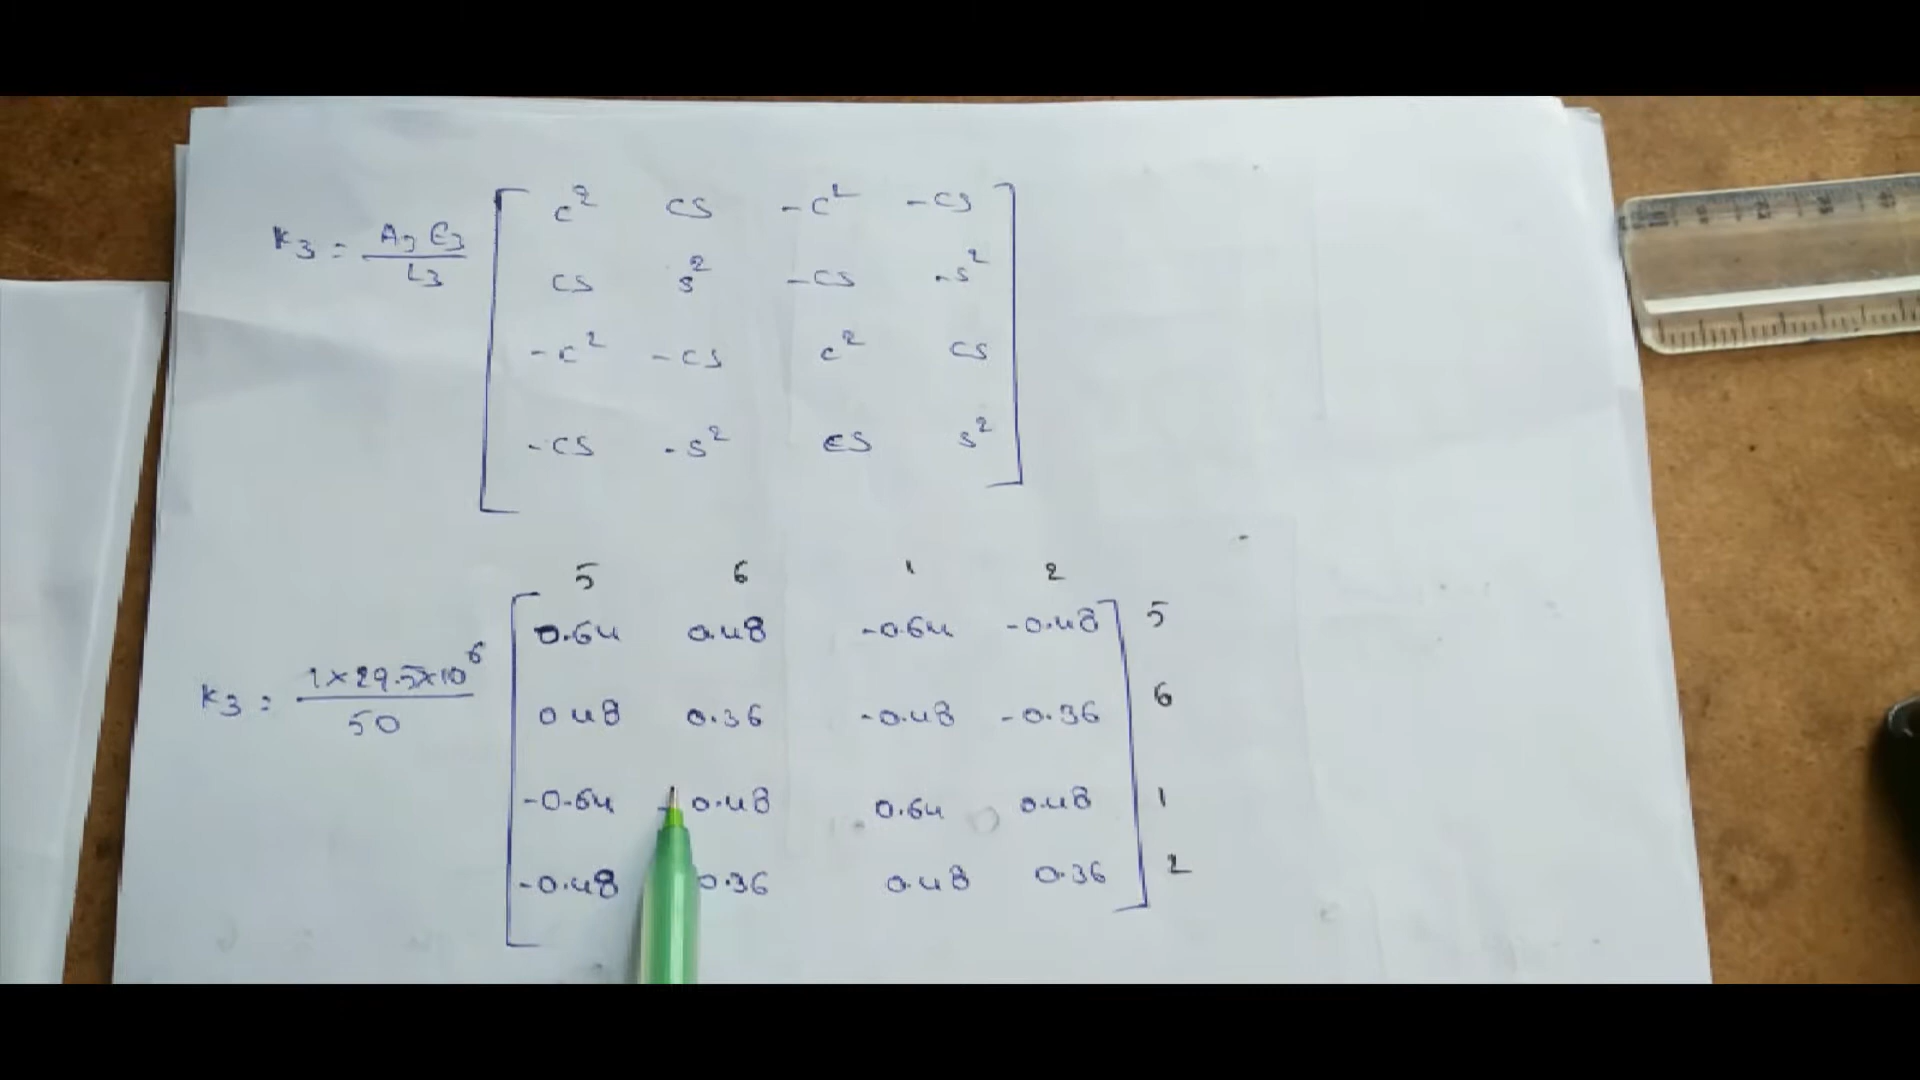 K3 = A3 E3 / L3
c² cs -c² -cs
cs s² -cs -s²
-c² -cs c² cs
-cs -s² cs s²
5 6 1 2
0.64 0.48 -0.64 -0.48 5
K3 = 1×29.5×10⁶ / 50
0.48 0.36 -0.48 -0.36 6
-0.64 -0.48 0.64 0.48 1
-0.48 0.36 0.48 0.36 2